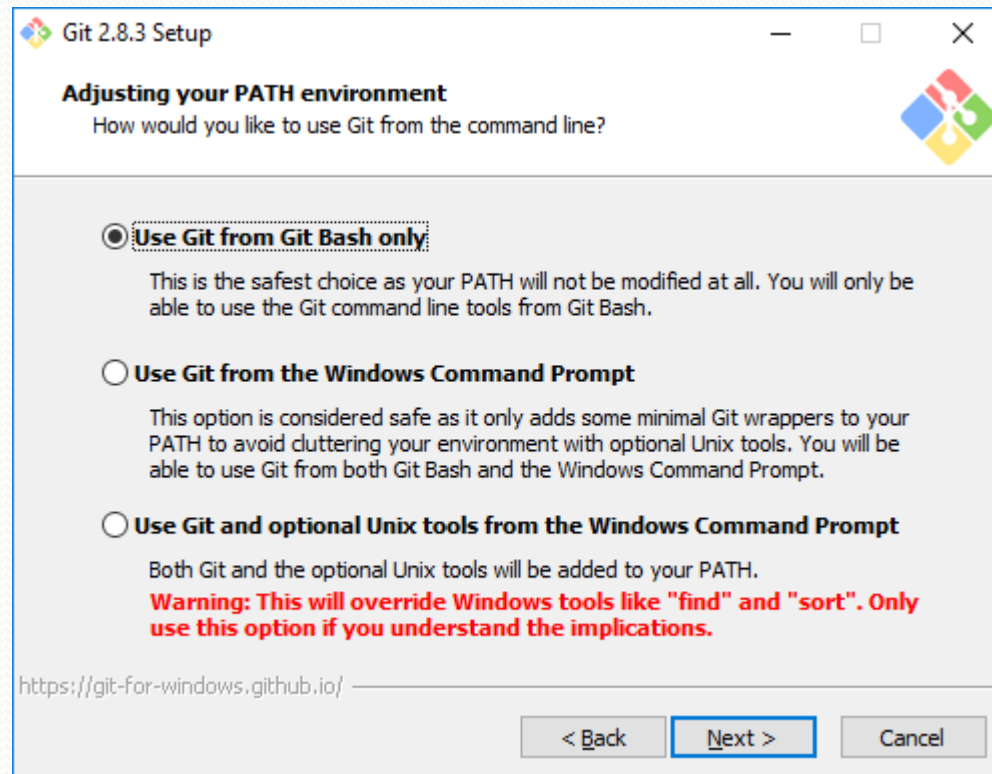 Git 2.8.3 Setup
Adjusting your PATH environment
How would you like to use Git from the command line?
Use Git from Git Bash only
This is the safest choice as your PATH will not be modified at all. You will only be
able to use the Git command line tools from Git Bash.
Use Git from the Windows Command Prompt
This option is considered safe as it only adds some minimal Git wrappers to your
PATH to avoid cluttering your environment with optional Unix tools. You will be
able to use Git from both Git Bash and the Windows Command Prompt.
Use Git and optional Unix tools from the Windows Command Prompt
Both Git and the optional Unix tools will be added to your PATH.
Warning: This will override Windows tools like "find" and "sort". Only
use this option if you understand the implications.
https://git-for-windows.github.io/
< Back
Next >
Cancel